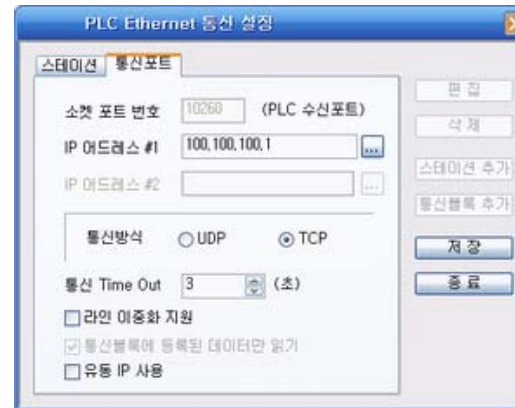 PLC Ethernet 통신 설정
스테이션 통신포트
소켓 포트 번호 10260 (PLC 수신포트)
IP 어드레스 #1 100,100,100,1 ...
IP 어드레스 #2 ...
통신방식 UDP TCP
통신 Time Out 3 (초)
라인 이중화 지원
통신블록에 등록된 데이터만 읽기
유동 IP 사용
편집
삭제
스테이션 추가
통신블록 추가
저장
종료